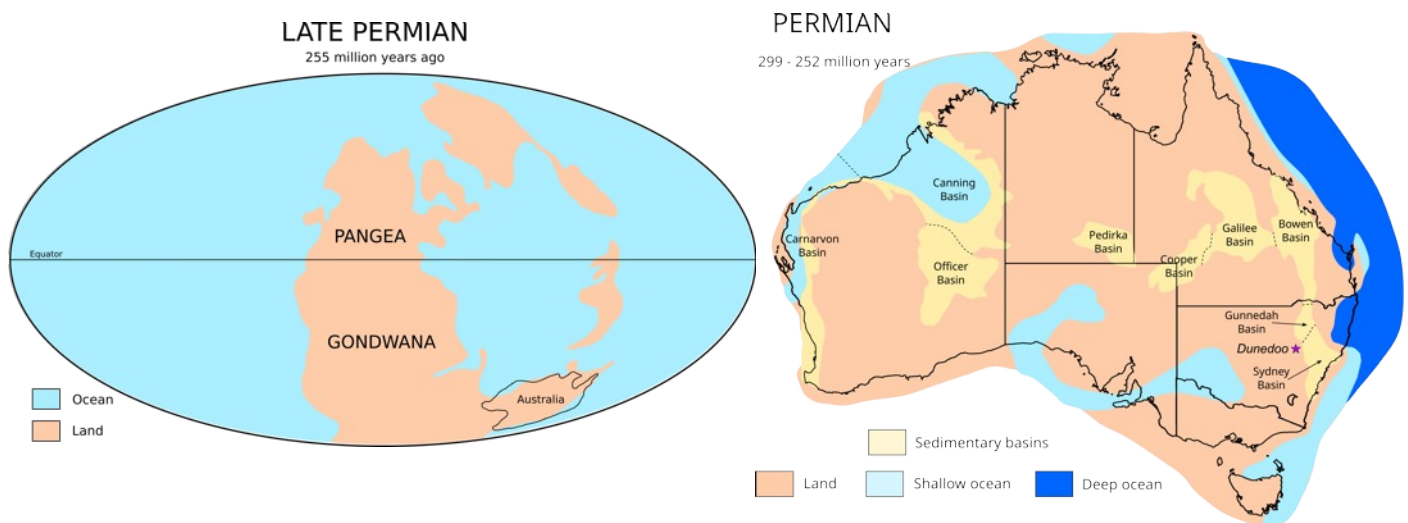 LATE PERMIAN
255 million years ago
Equator
PANGEA
GONDWANA
Australia
Ocean
Land
PERMIAN
299 - 252 million years
Canning
Basin
Carnarvon
Basin
Officer
Basin
Pedirka
Basin
Cooper
Basin
Galilee
Basin
Bowen
Basin
Gunnedah
Basin
Dunedoo
Sydney
Basin
Sedimentary basins
Land
Shallow ocean
Deep ocean